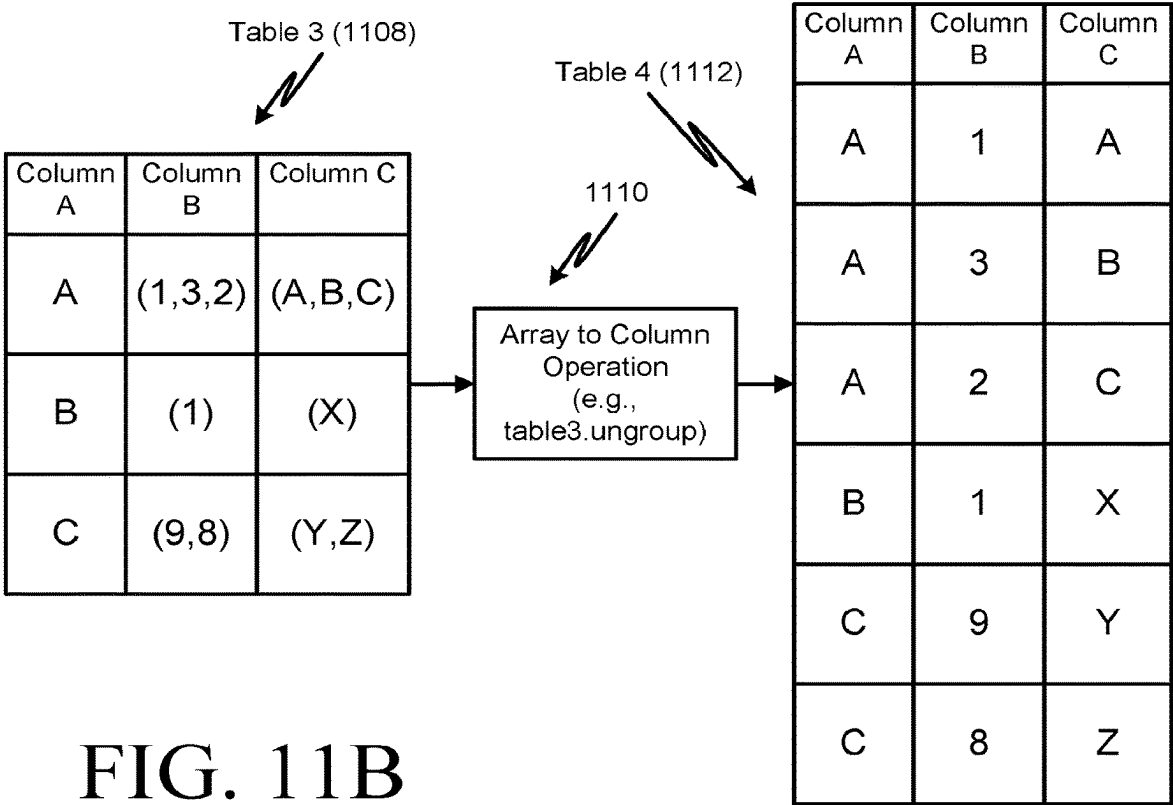 Table 3 (1108)
Column A Column B Column C
A (1,3,2) (A,B,C)
B (1) (X)
C (9,8) (Y,Z)
1110
Array to Column
Operation
(e.g.,
table3.ungroup)
Table 4 (1112)
Column A Column B Column C
A 1 A
A 3 B
A 2 C
B 1 X
C 9 Y
C 8 Z
FIG. 11B